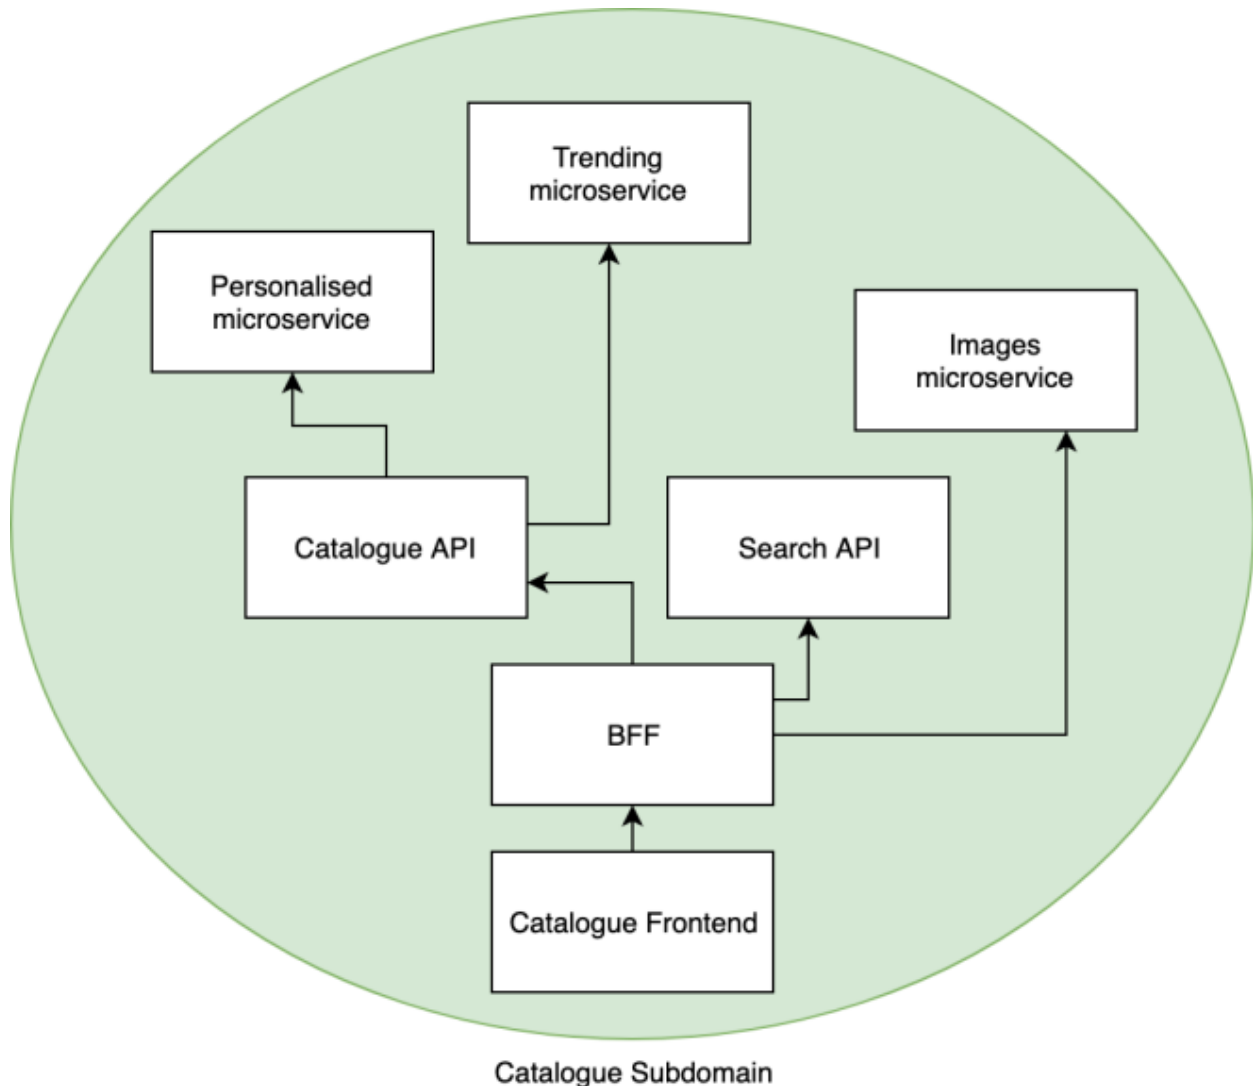 Trending
microservice
Personalised
microservice
Images
microservice
Catalogue API
Search API
BFF
Catalogue Frontend
Catalogue Subdomain